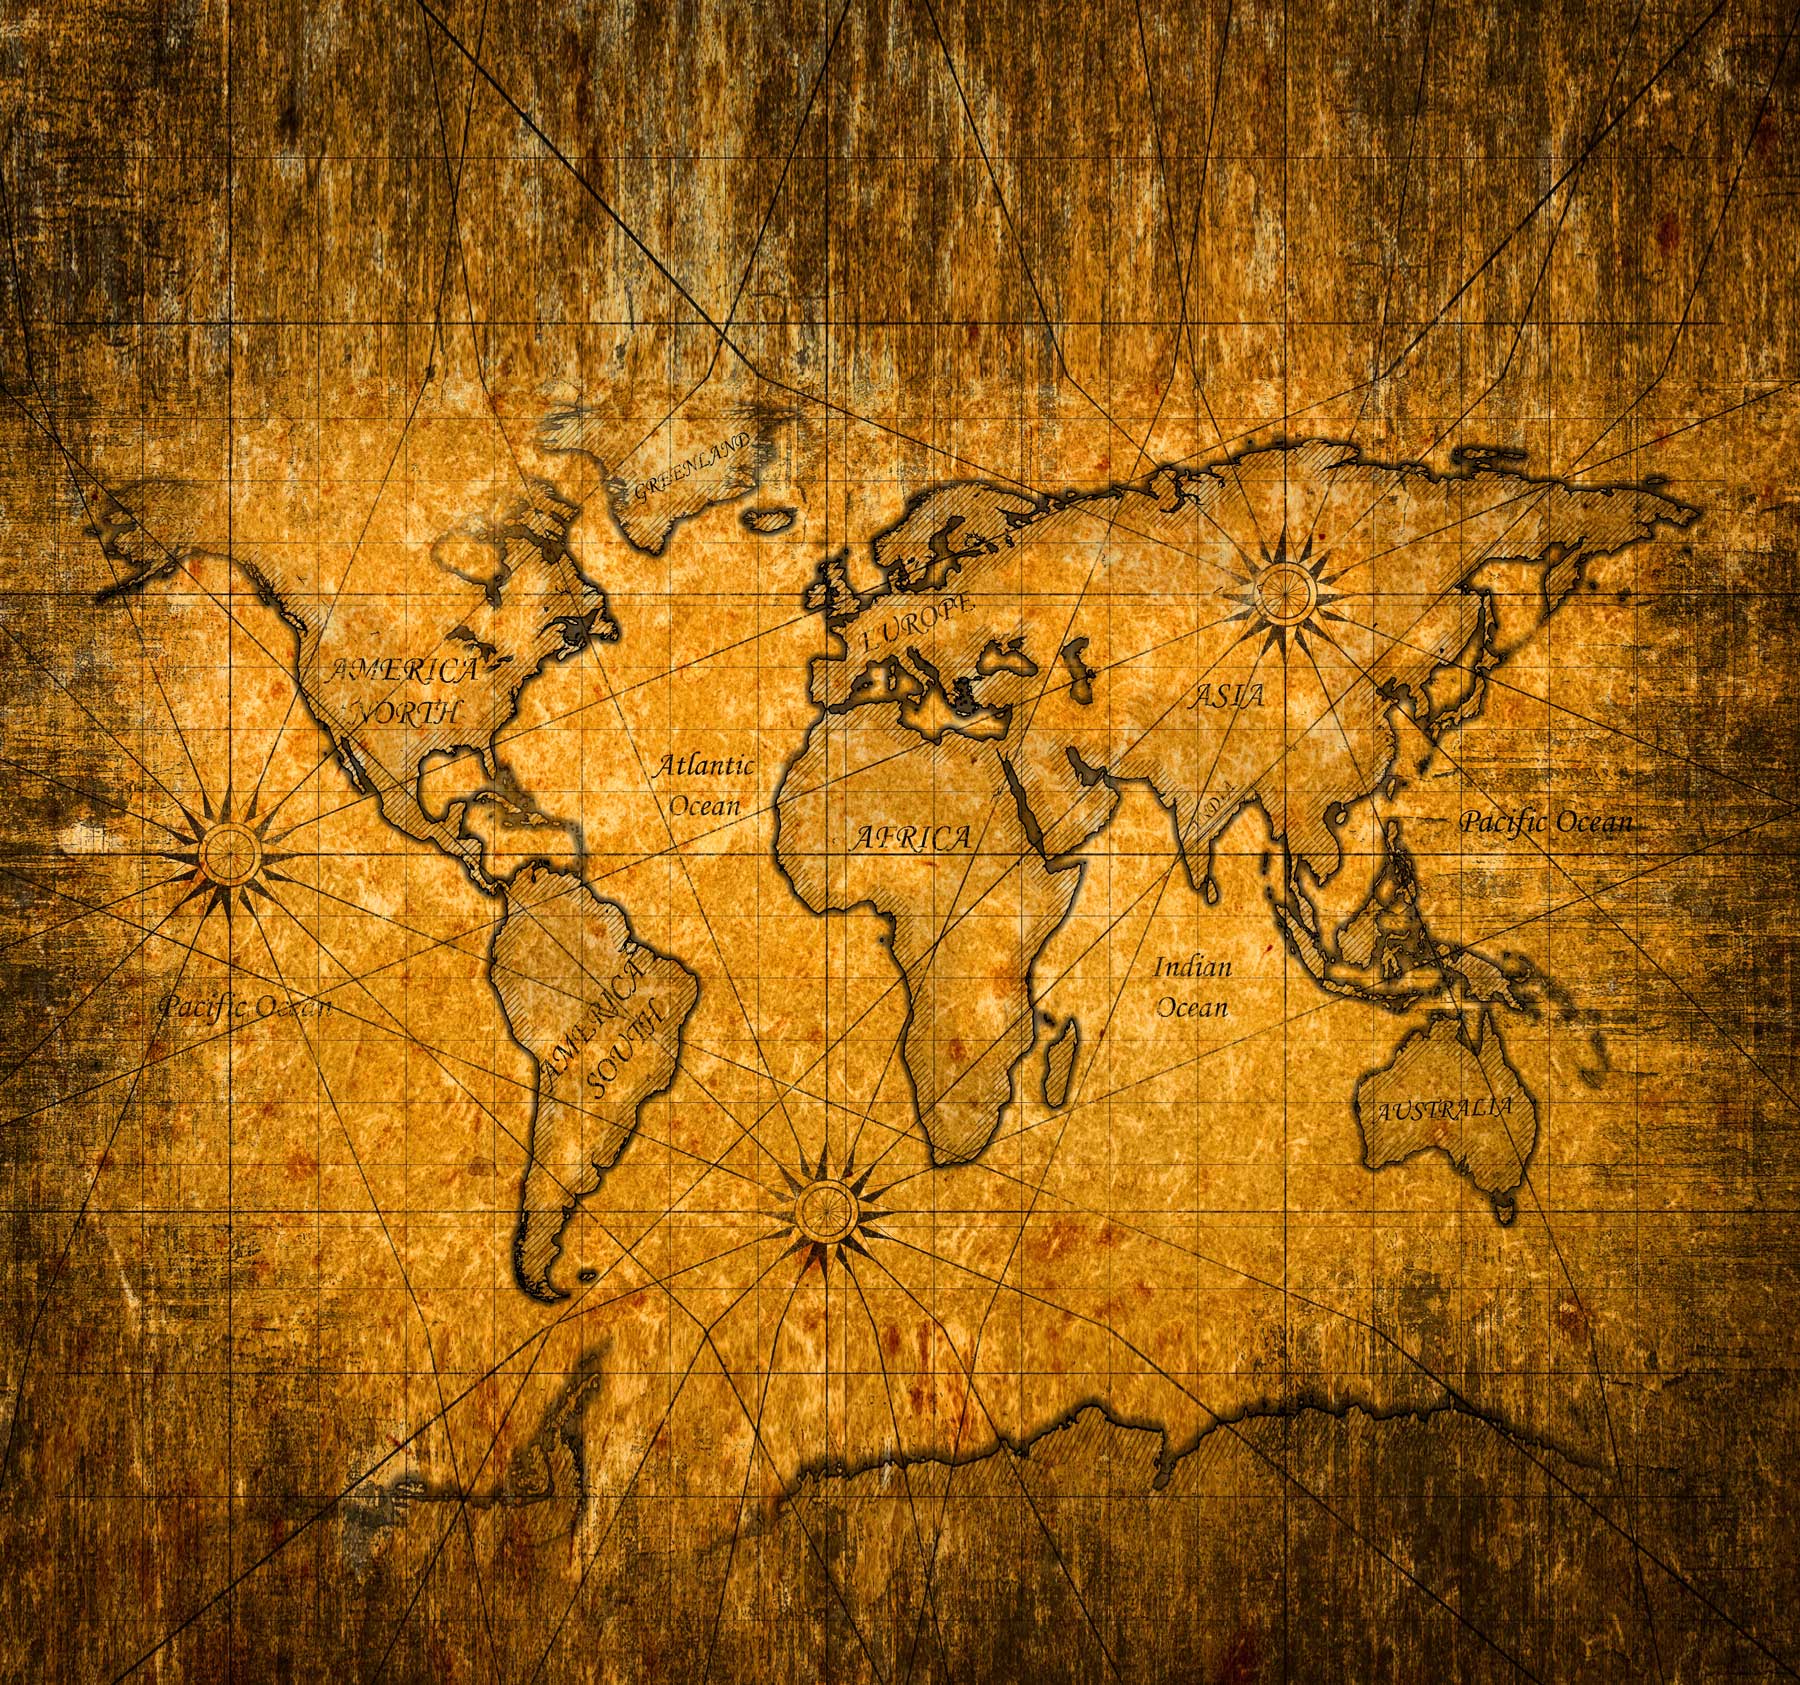 GREENLAND
EUROPE
AMERICA
NORTH
ASIA
Atlantic
Ocean
INDIA
Pacific Ocean
AFRICA
Indian
Ocean
Pacific Ocean
AMERICA
SOUTH
AUSTRALIA